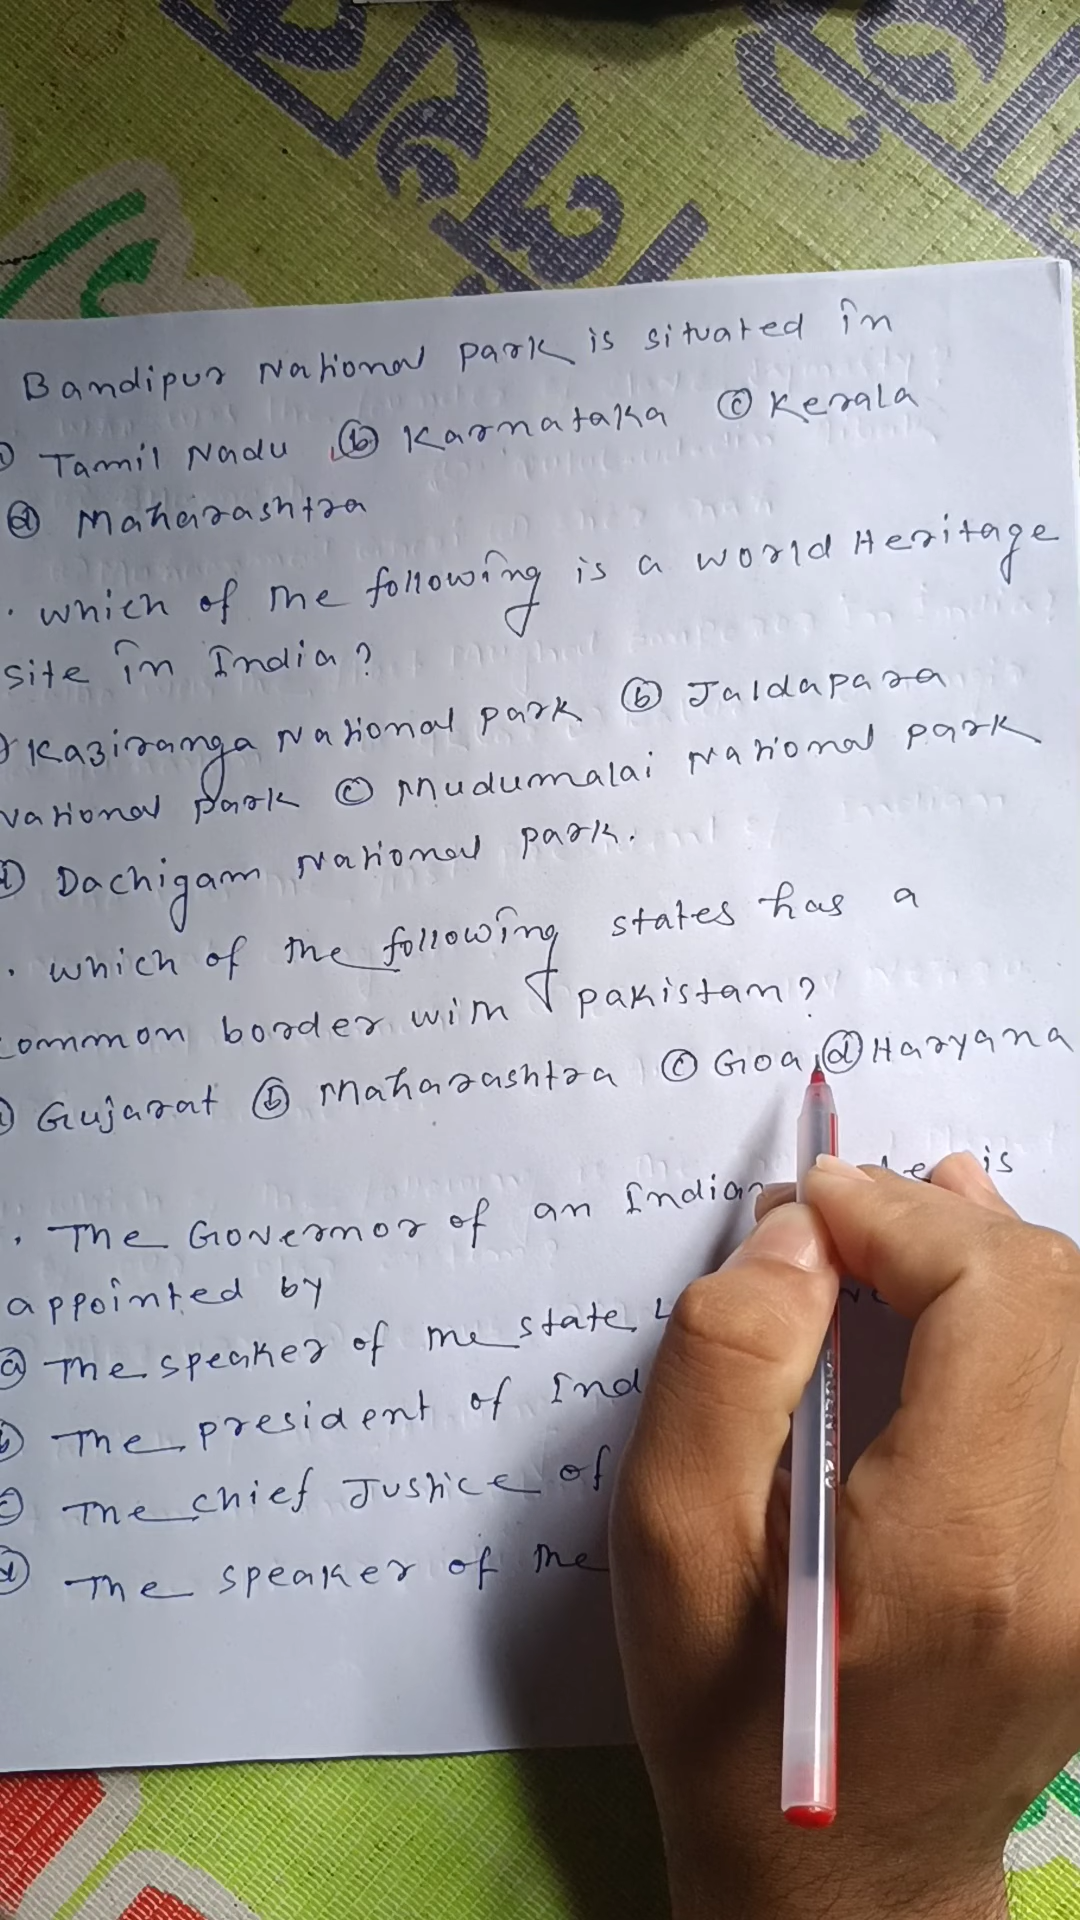 Bandipur National park is situated in
Tamil Nadu (b) Karnataka (c) Kerala
(d) Maharashtra
. which of the following is a world Heritage
site in India?
Kaziranga National park (b) Jaldapara
National park (c) Mudumalai National park
Dachigam National park.
. which of the following states has a
common border with pakistan?
Gujarat (b) Maharashtra (c) Goa (d) Haryana
. The Governor of an Indian is
appointed by
(a) The speaker of the state
The president of
The chief Justice of
The speaker of the